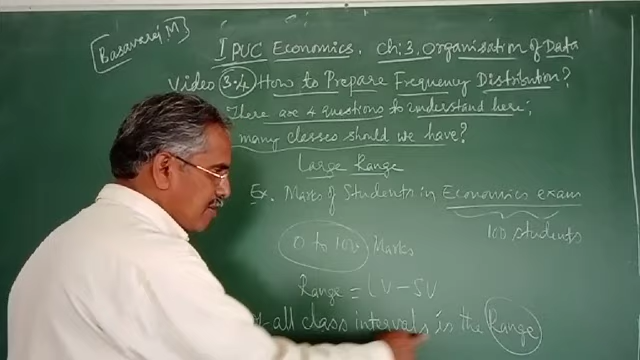 Basavaraj M
I PUC Economics. Ch:3. Organisation of Data
Video 3.4 How to Prepare Frequency Distribution?
There are 4 questions to understand here;
many classes should we have?
Large Range
Ex. Marks of Students in Economics exam
100 students
0 to 100 Marks
Range = LV - SV
all class intervals is the Range